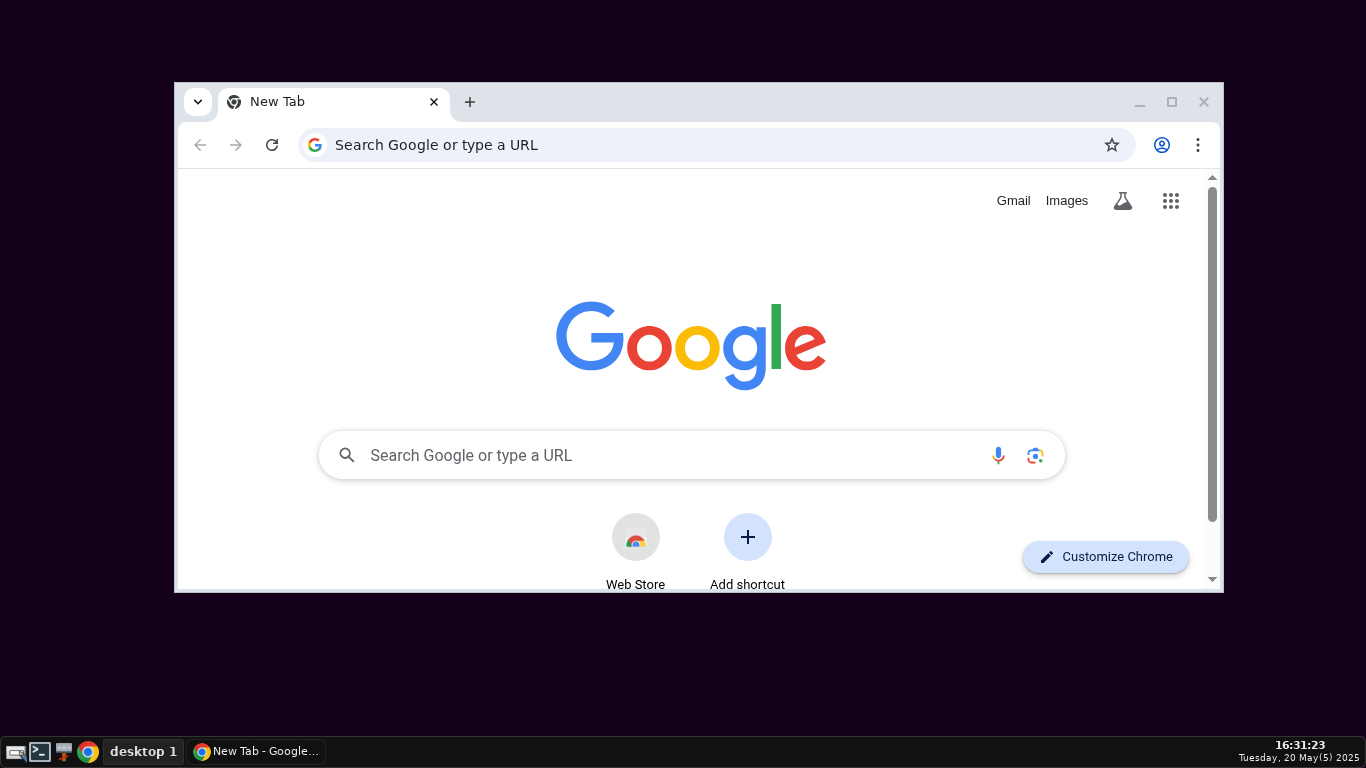 New Tab
Search Google or type a URL
Gmail Images
Google
Search Google or type a URL
Web Store Add shortcut
Customize Chrome
desktop 1 New Tab - Google... 16:31:23
Tuesday, 20 May(5) 2025